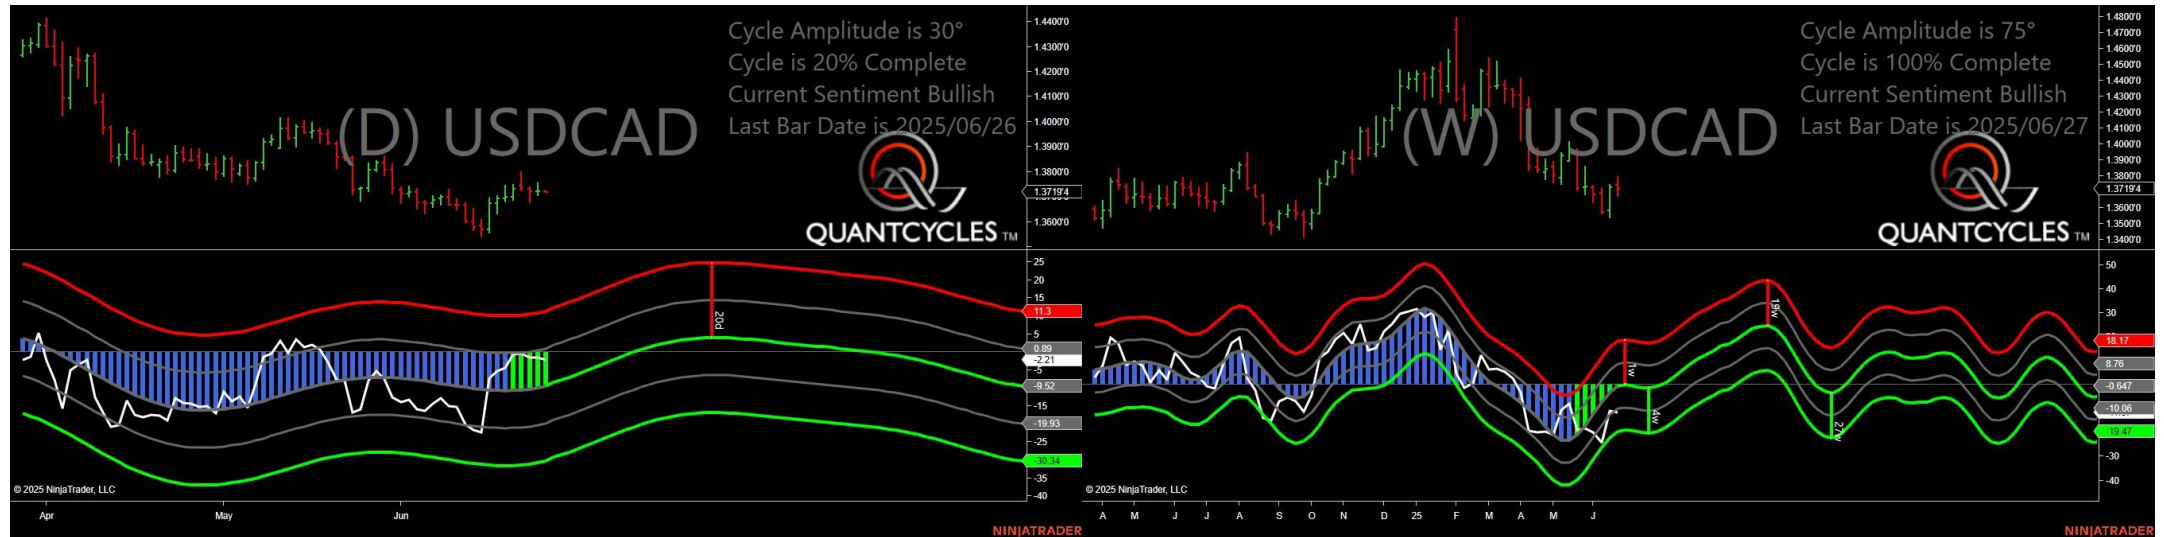 Cycle Amplitude is 30°
Cycle is 20% Complete
Current Sentiment Bullish
Last Bar Date is 2025/06/26
(D) USDCAD
QUANTCYCLES TM
1.4400'0
1.4300'0
1.4200'0
1.4100'0
1.4000'0
1.3900'0
1.3800'0
1.3719'4
1.3600'0
25
20
15
11.3
5
0.89
-2.21
-5
-9.52
-15
-19.93
-25
-30.34
-35
-40
20d
© 2025 NinjaTrader, LLC
Apr May Jun
NINJATRADER
Cycle Amplitude is 75°
Cycle is 100% Complete
Current Sentiment Bullish
Last Bar Date is 2025/06/27
(W) USDCAD
QUANTCYCLES TM
1.4800'0
1.4700'0
1.4600'0
1.4500'0
1.4400'0
1.4300'0
1.4200'0
1.4100'0
1.4000'0
1.3900'0
1.3800'0
1.3719'4
1.3600'0
1.3500'0
1.3400'0
50
40
30
18.17
8.76
-0.647
-10.06
-19.47
-30
-40
1w
4w
19w
27w
© 2025 NinjaTrader, LLC
A M J J A S O N D 25 F M A M J
NINJATRADER